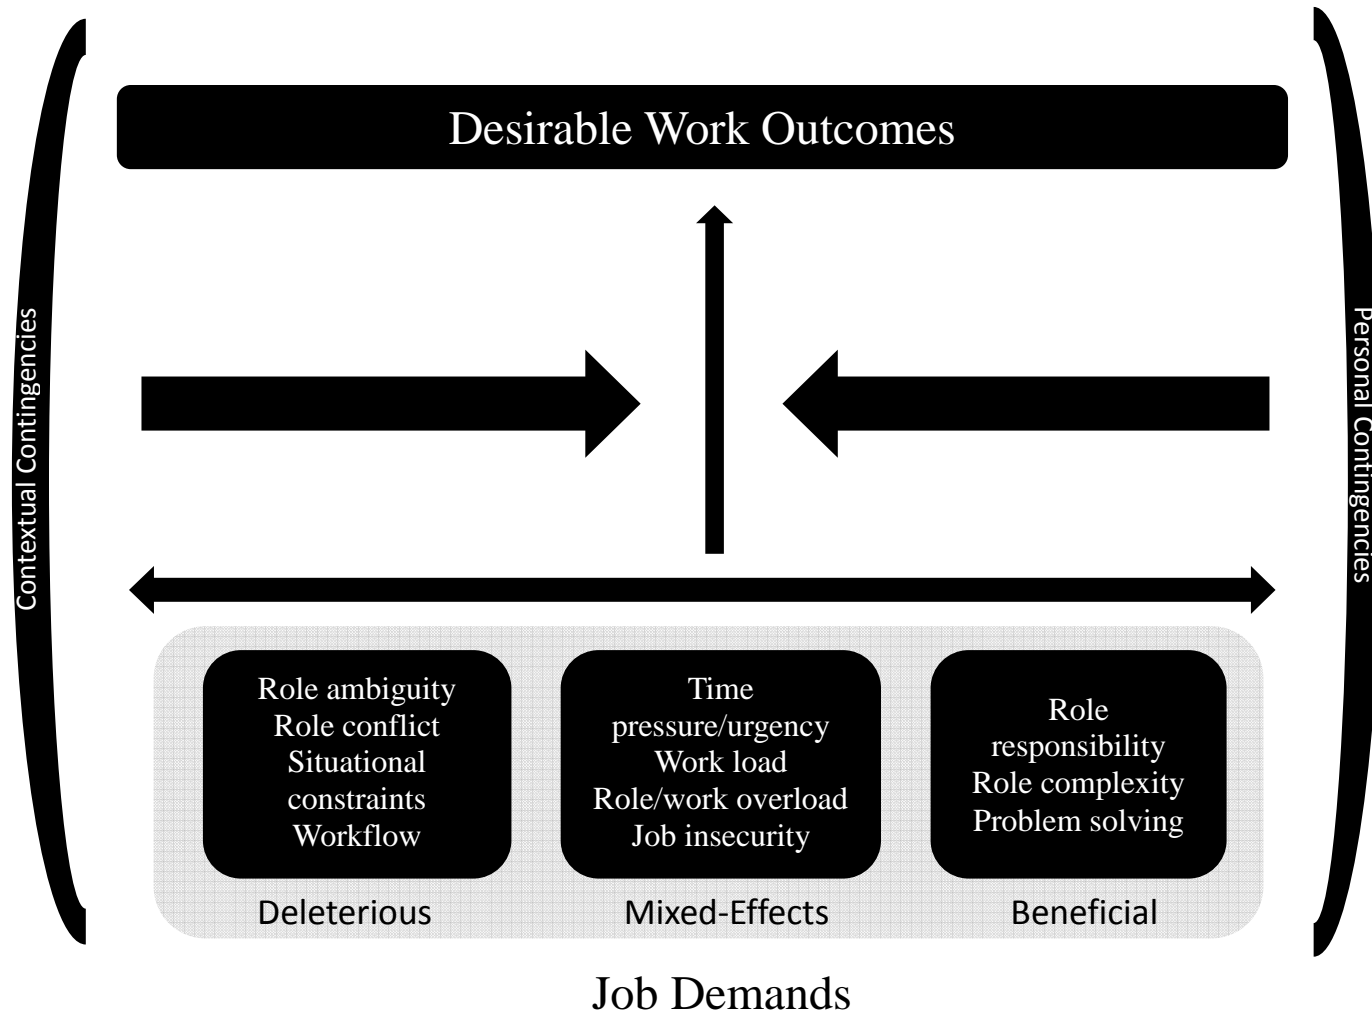 Desirable Work Outcomes
Contextual Contingencies
Personal Contingencies
Role ambiguity
Role conflict
Situational
constraints
Workflow
Time
pressure/urgency
Work load
Role/work overload
Job insecurity
Role
responsibility
Role complexity
Problem solving
Deleterious
Mixed-Effects
Beneficial
Job Demands